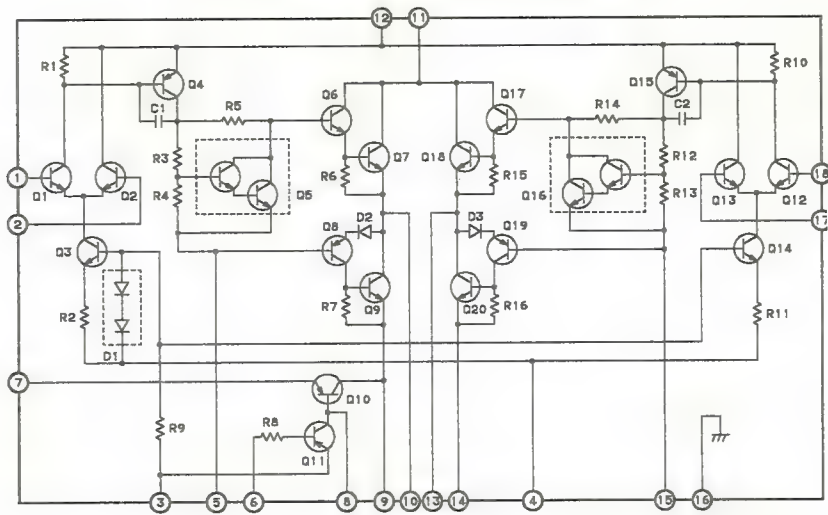 12 11
R1 Q4 Q15 R10
Q6 Q17
C1 R5 R14 C2
R3 Q7 Q18 R12
1 Q1 Q2 R4 Q5 R6 R15 Q16 R13 Q13 Q12 18
2 Q8 D2 D3 Q19 17
Q3 Q14
R2 R7 Q9 Q20 R16 R11
D1
7 Q10
R9 R8
Q11
3 5 6 8 9 10 13 14 4 15 16